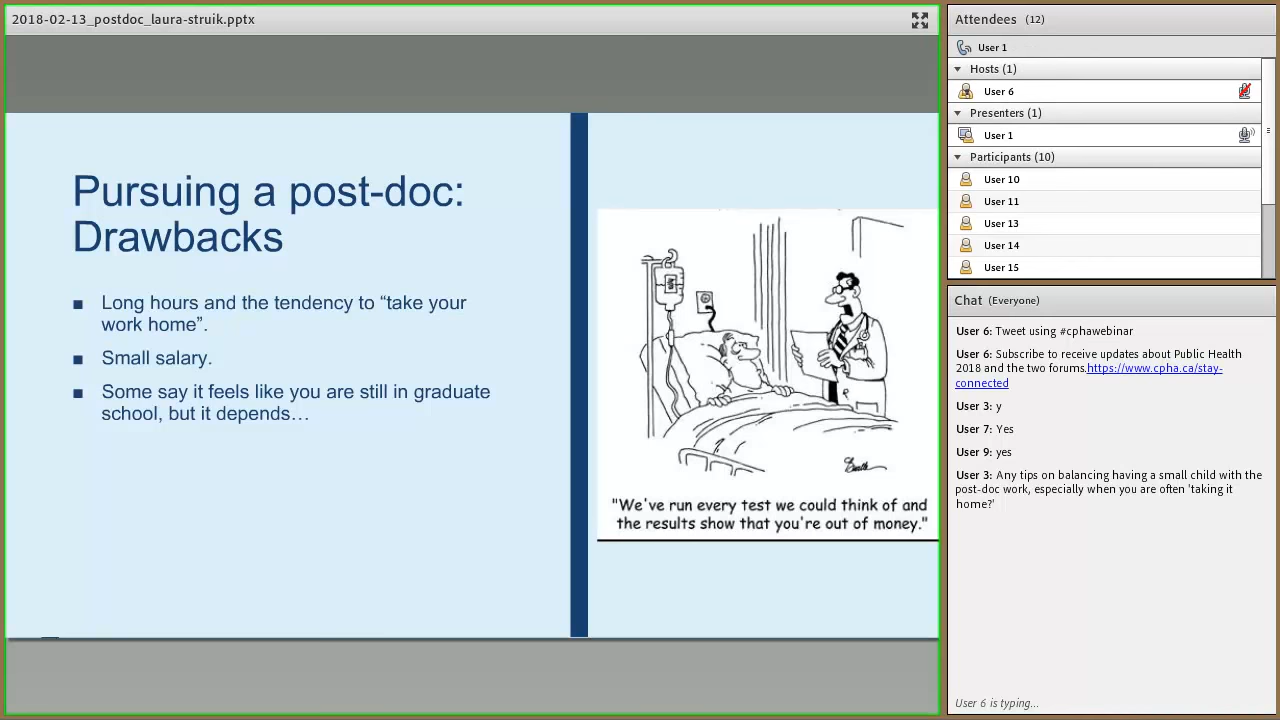 2018-02-13_postdoc_laura-struik.pptx
Pursuing a post-doc:
Drawbacks
■ Long hours and the tendency to “take your
work home”.
■ Small salary.
■ Some say it feels like you are still in graduate
school, but it depends…
"We've run every test we could think of and
the results show that you're out of money."
Attendees (12)
User 1
Hosts (1)
User 6
Presenters (1)
User 1
Participants (10)
User 10
User 11
User 13
User 14
User 15
Chat (Everyone)
User 6: Tweet using #cphawebinar
User 6: Subscribe to receive updates about Public Health
2018 and the two forums.https://www.cpha.ca/stay-
connected
User 3: y
User 7: Yes
User 9: yes
User 3: Any tips on balancing having a small child with the
post-doc work, especially when you are often 'taking it
home?'
User 6 is typing...